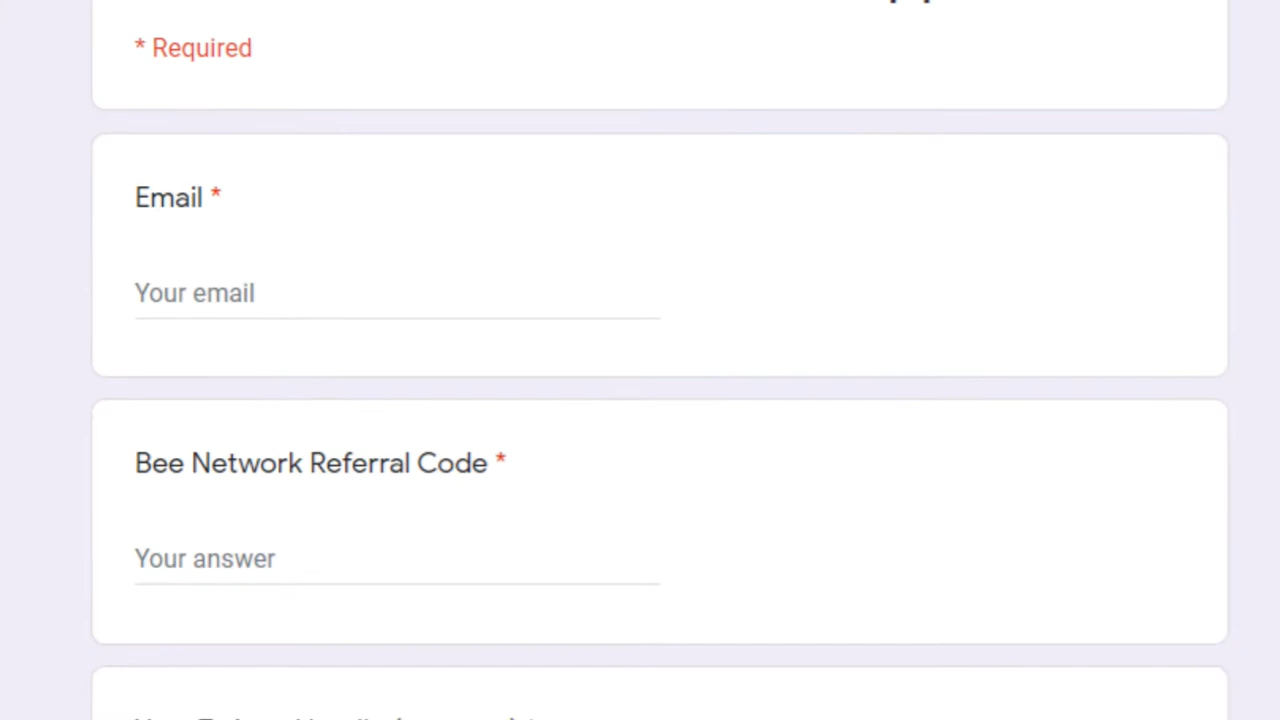 * Required
Email *
Your email
Bee Network Referral Code *
Your answer